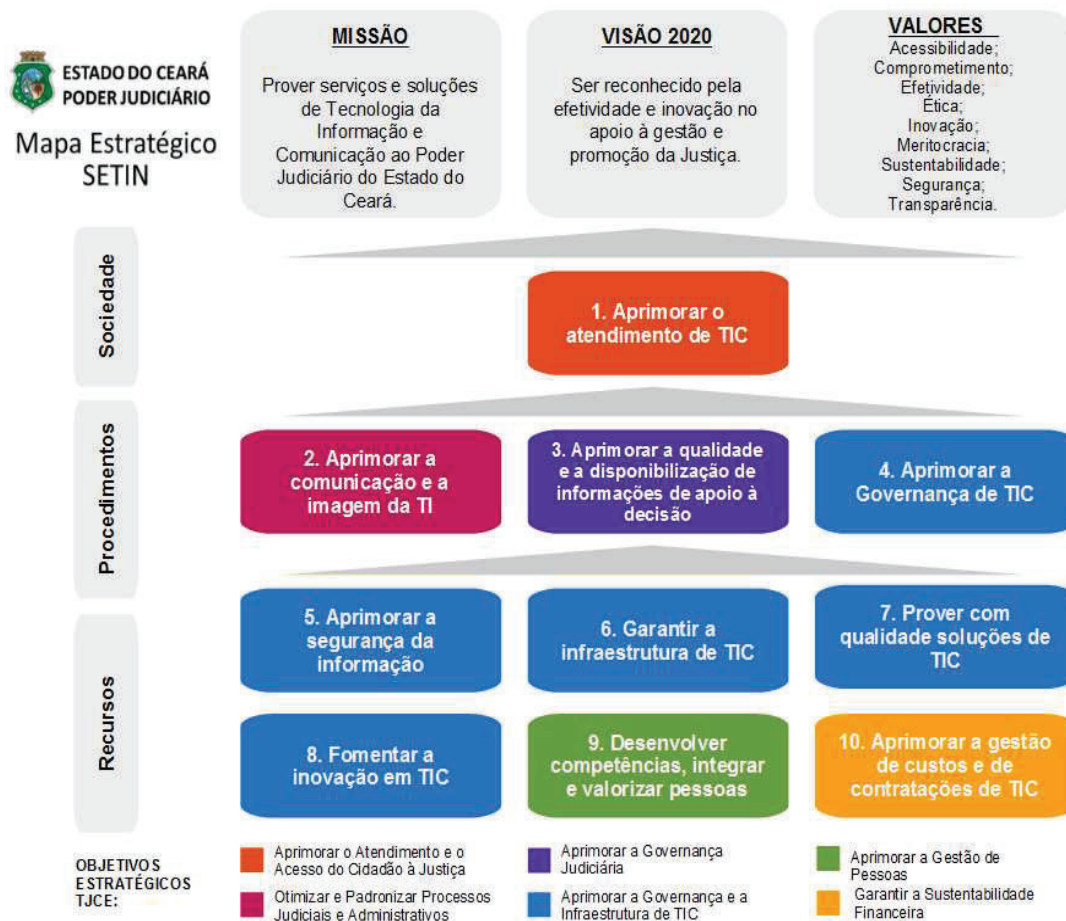 ESTADO DO CEARÁ
PODER JUDICIÁRIO
Mapa Estratégico
SETIN
MISSÃO
Prover serviços e soluções
de Tecnologia da
Informação e
Comunicação ao Poder
Judiciário do Estado do
Ceará.
VISÃO 2020
Ser reconhecido pela
efetividade e inovação no
apoio à gestão e
promoção da Justiça.
VALORES
Acessibilidade;
Comprometimento;
Efetividade;
Ética;
Inovação;
Meritocracia;
Sustentabilidade;
Segurança;
Transparência.
Sociedade
1. Aprimorar o
atendimento de TIC
Procedimentos
2. Aprimorar a
comunicação e a
imagem da TI
3. Aprimorar a qualidade
e a disponibilização de
informações de apoio à
decisão
4. Aprimorar a
Governança de TIC
Recursos
5. Aprimorar a
segurança da
informação
6. Garantir a
infraestrutura de TIC
7. Prover com
qualidade soluções de
TIC
8. Fomentar a
inovação em TIC
9. Desenvolver
competências, integrar
e valorizar pessoas
10. Aprimorar a gestão
de custos e de
contratações de TIC
OBJETIVOS
ESTRATÉGICOS
TJCE:
Aprimorar o Atendimento e o
Acesso do Cidadão à Justiça
Otimizar e Padronizar Processos
Judiciais e Administrativos
Aprimorar a Governança
Judiciária
Aprimorar a Governança e a
Infraestrutura de TIC
Aprimorar a Gestão de
Pessoas
Garantir a Sustentabilidade
Financeira